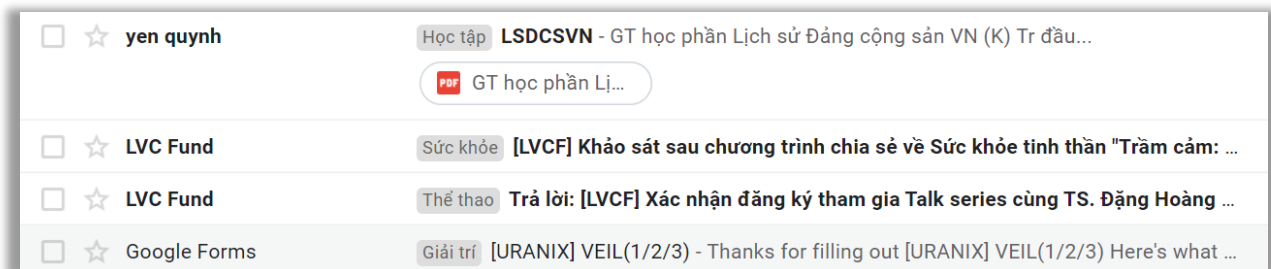 yen quynh Học tập LSDCSVN - GT học phần Lịch sử Đảng cộng sản VN (K) Tr đầu...
PDF GT học phần Lị...
LVC Fund Sức khỏe [LVCF] Khảo sát sau chương trình chia sẻ về Sức khỏe tinh thần "Trầm cảm: ...
LVC Fund Thể thao Trả lời: [LVCF] Xác nhận đăng ký tham gia Talk series cùng TS. Đặng Hoàng ...
Google Forms Giải trí [URANIX] VEIL(1/2/3) - Thanks for filling out [URANIX] VEIL(1/2/3) Here's what ...